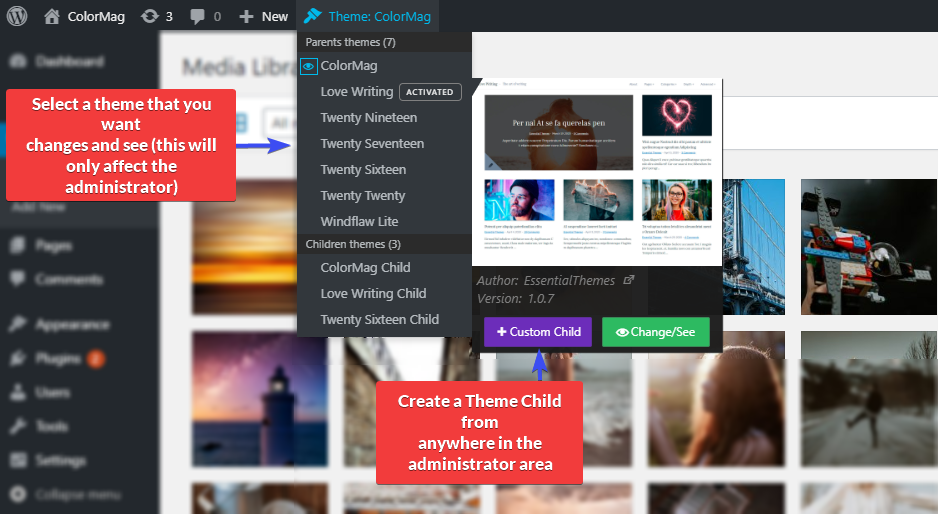 ColorMag
3
0
New
Theme: ColorMag
Parents themes (7)
ColorMag
Love Writing ACTIVATED
Twenty Nineteen
Twenty Seventeen
Twenty Sixteen
Twenty Twenty
Windflaw Lite
Children themes (3)
ColorMag Child
Love Writing Child
Twenty Sixteen Child
Dashboard
Add New
Pages
Comments
Appearance
Plugins 2
Users
Tools
Settings
Collapse menu
Media Libra
Select a theme that you
want
changes and see (this will
only affect the
administrator)
Per nal At se fa querelas pen
Author: EssentialThemes
Version: 1.0.7
Custom Child
Change/See
Create a Theme Child
from
anywhere in the
administrator area